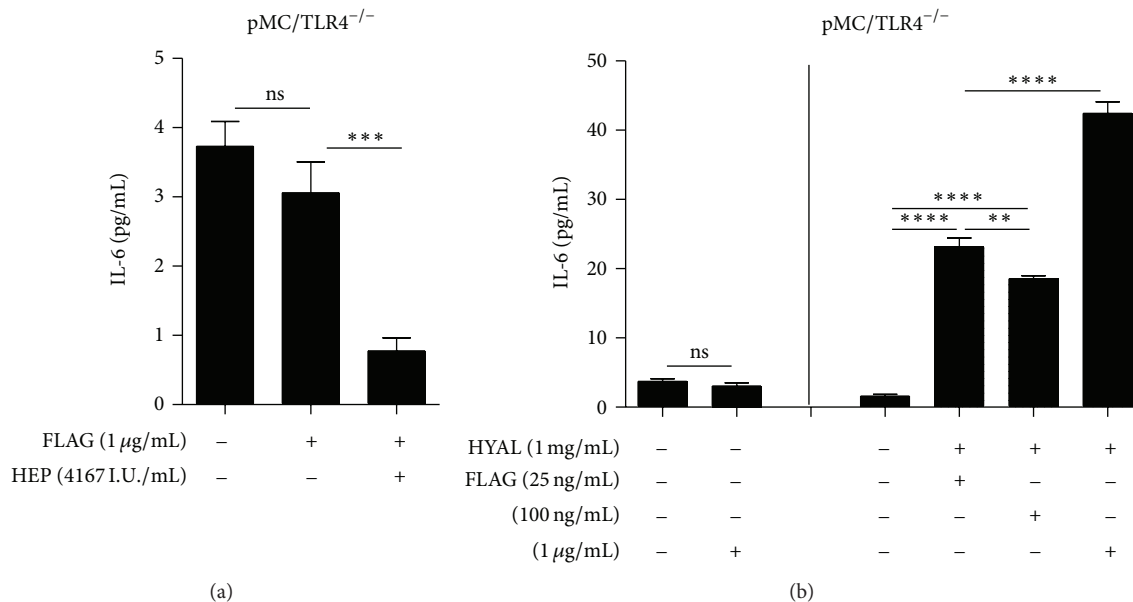 pMC/TLR4⁻/⁻
5
4
3
2
1
0
IL-6 (pg/mL)
ns
***
FLAG (1 μg/mL) – + +
HEP (4167 I.U./mL) – – +
(a)
pMC/TLR4⁻/⁻
50
40
30
20
10
0
IL-6 (pg/mL)
ns
****
****
**** **
HYAL (1 mg/mL) – – – + + +
FLAG (25 ng/mL) – – – + – –
(100 ng/mL) – – – – + –
(1 μg/mL) – + – – – +
(b)